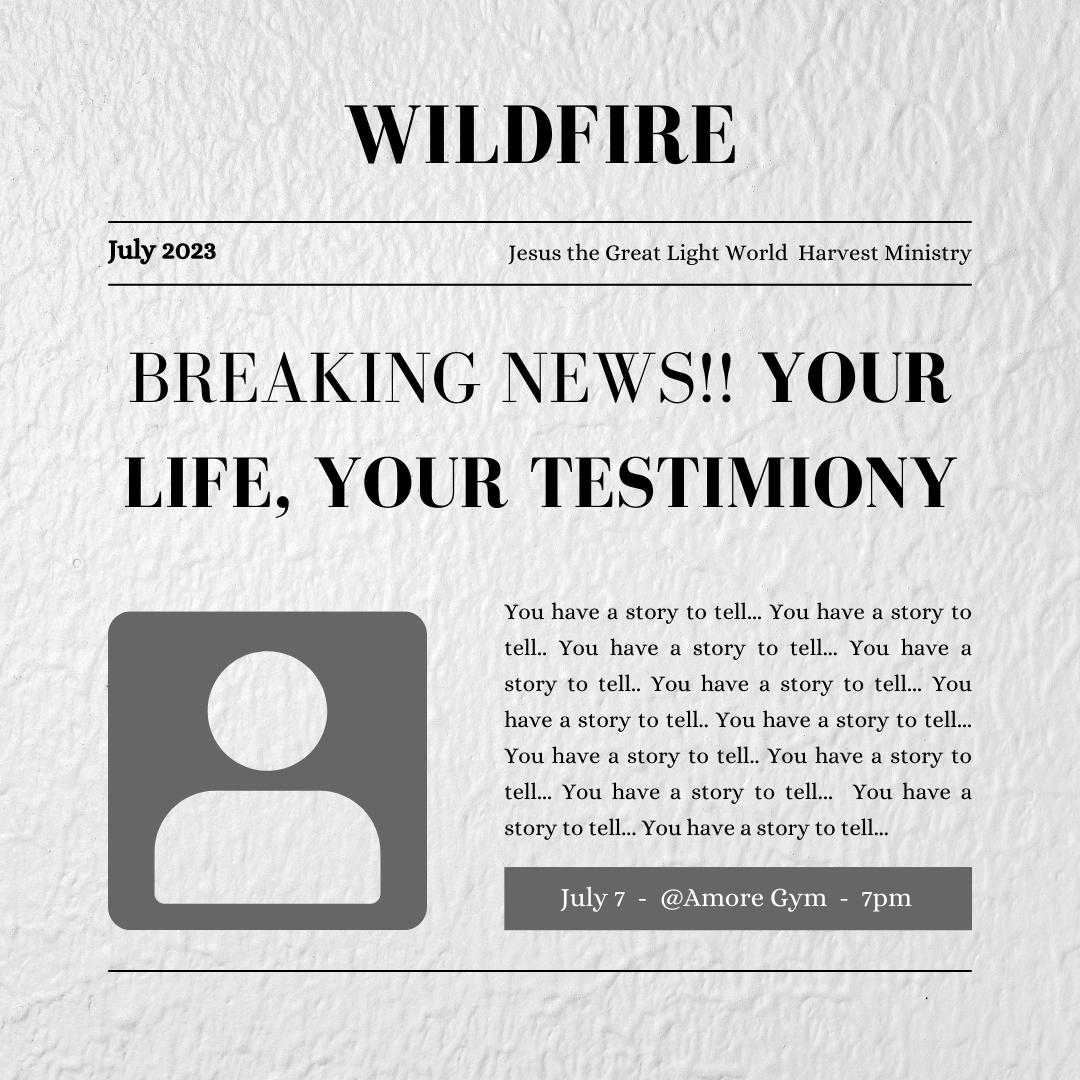 WILDFIRE
July 2023
Jesus the Great Light World  Harvest Ministry
BREAKING NEWS!! YOUR
LIFE, YOUR TESTIMIONY
You have a story to tell... You have a story to
tell.. You have a story to tell... You have a
story to tell.. You have a story to tell... You
have a story to tell.. You have a story to tell...
You have a story to tell.. You have a story to
tell... You have a story to tell...  You have a
story to tell... You have a story to tell...
July 7  -  @Amore Gym  -  7pm